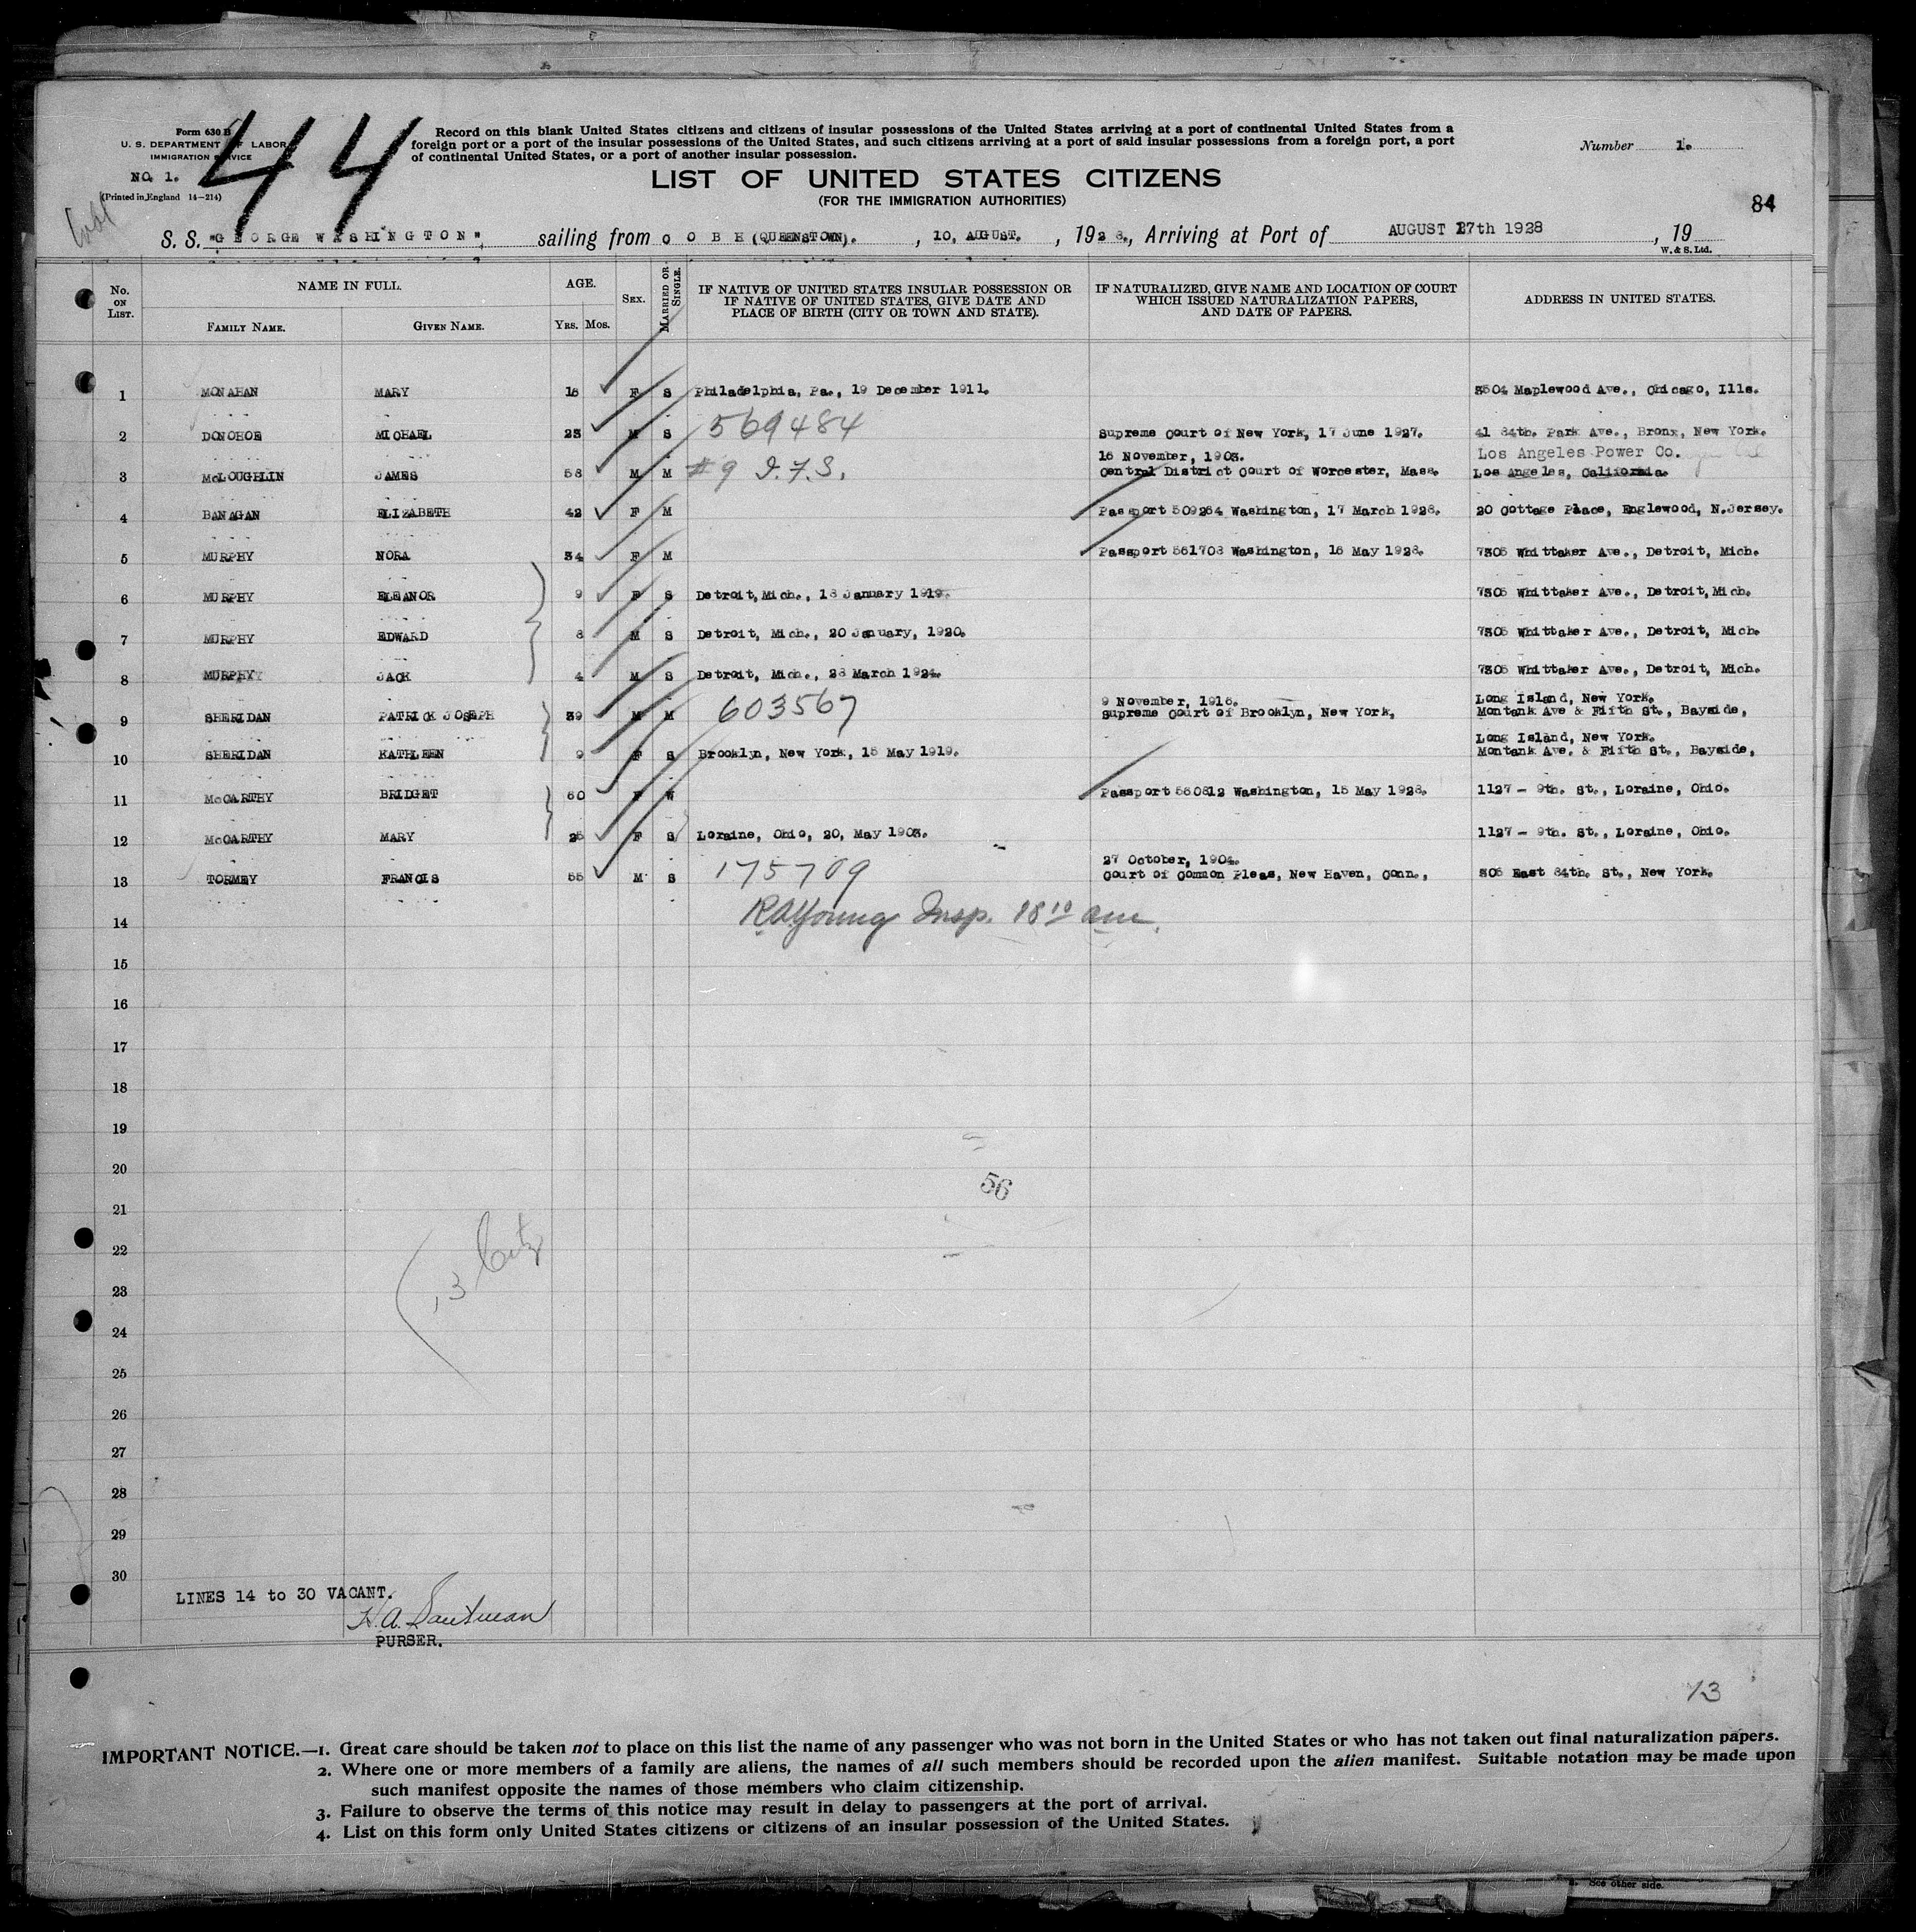 Form 630 B
U. S. DEPARTMENT OF LABOR
IMMIGRATION SERVICE
NO. 1.
(Printed in England 14—214)
44
Record on this blank United States citizens and citizens of insular possessions of the United States arriving at a port of continental United States from a
foreign port or a port of the insular possessions of the United States, and such citizens arriving at a port of said insular possessions from a foreign port, a port
of continental United States, or a port of another insular possession.
Number 1.
LIST OF UNITED STATES CITIZENS
(FOR THE IMMIGRATION AUTHORITIES)
84
S. S. "GEORGE WASHINGTON", sailing from COBH (QUEENSTOWN). , 10, AUGUST. , 1928., Arriving at Port of AUGUST 17th 1928 , 19
W. & S. Ltd.
No. ON LIST. NAME IN FULL. FAMILY NAME. GIVEN NAME. AGE. YRS. MOS. SEX. MARRIED OR SINGLE. IF NATIVE OF UNITED STATES INSULAR POSSESSION OR IF NATIVE OF UNITED STATES, GIVE DATE AND PLACE OF BIRTH (CITY OR TOWN AND STATE). IF NATURALIZED, GIVE NAME AND LOCATION OF COURT WHICH ISSUED NATURALIZATION PAPERS, AND DATE OF PAPERS. ADDRESS IN UNITED STATES.
1 MONAHAN MARY 16 F S Philadelphia, Pa., 19 December 1911. 3504 Maplewood Ave., Chicago, Ills.
2 DONOHOE MICHAEL 23 M S 569484 Supreme Court of New York, 17 June 1927. 41 84th. Park Ave., Bronx, New York.
16 November, 1903. Los Angeles Power Co.
3 McLOUGHLIN JAMES 58 M M #9 I.F.S. Central District Court of Worcester, Mass. Los Angeles, California.
4 BANAGAN ELIZABETH 42 F M Passport 509264 Washington, 17 March 1928. 20 Cottage Place, Englewood, N.Jersey.
5 MURPHY NORA 34 F M Passport 561703 Washington, 16 May 1928. 7305 Whittaker Ave., Detroit, Mich.
6 MURPHY ELEANOR 9 F S Detroit, Mich., 18 January 1919. 7305 Whittaker Ave., Detroit, Mich.
7 MURPHY EDWARD 8 M S Detroit, Mich., 20 January, 1920. 7305 Whittaker Ave., Detroit, Mich.
8 MURPHY JACK 4 M S Detroit, Mich., 28 March 1924. 7305 Whittaker Ave., Detroit, Mich.
9 November, 1918. Long Island, New York.
9 SHERIDAN PATRICK JOSEPH 39 M M 603567 Supreme Court of Brooklyn, New York, Montank Ave & Fifth St., Bayside,
Long Island, New York.
10 SHERIDAN KATHLEEN 9 F S Brooklyn, New York, 15 May 1919. Montank Ave. & Fifth St., Bayside,
11 McCARTHY BRIDGET 60 F W Passport 560812 Washington, 15 May 1928. 1127 - 9th. St., Loraine, Ohio.
12 McCARTHY MARY 25 F S Loraine, Ohio, 20, May 1903. 1127 - 9th. St., Loraine, Ohio.
27 October, 1904.
13 TORMEY FRANCIS 55 M S 175709 Court of Common Pleas, New Haven, Conn., 306 East 84th. St., New York.
14 RA Young Insp.
15
16
17
18
19
20
56
21
22
13 Citz
23
24
25
26
27
28
29
30
LINES 14 to 30 VACANT.
PURSER.
13
IMPORTANT NOTICE.—1. Great care should be taken not to place on this list the name of any passenger who was not born in the United States or who has not taken out final naturalization papers.
2. Where one or more members of a family are aliens, the names of all such members should be recorded upon the alien manifest. Suitable notation may be made upon
such manifest opposite the names of those members who claim citizenship.
3. Failure to observe the terms of this notice may result in delay to passengers at the port of arrival.
4. List on this form only United States citizens or citizens of an insular possession of the United States.
See other side.